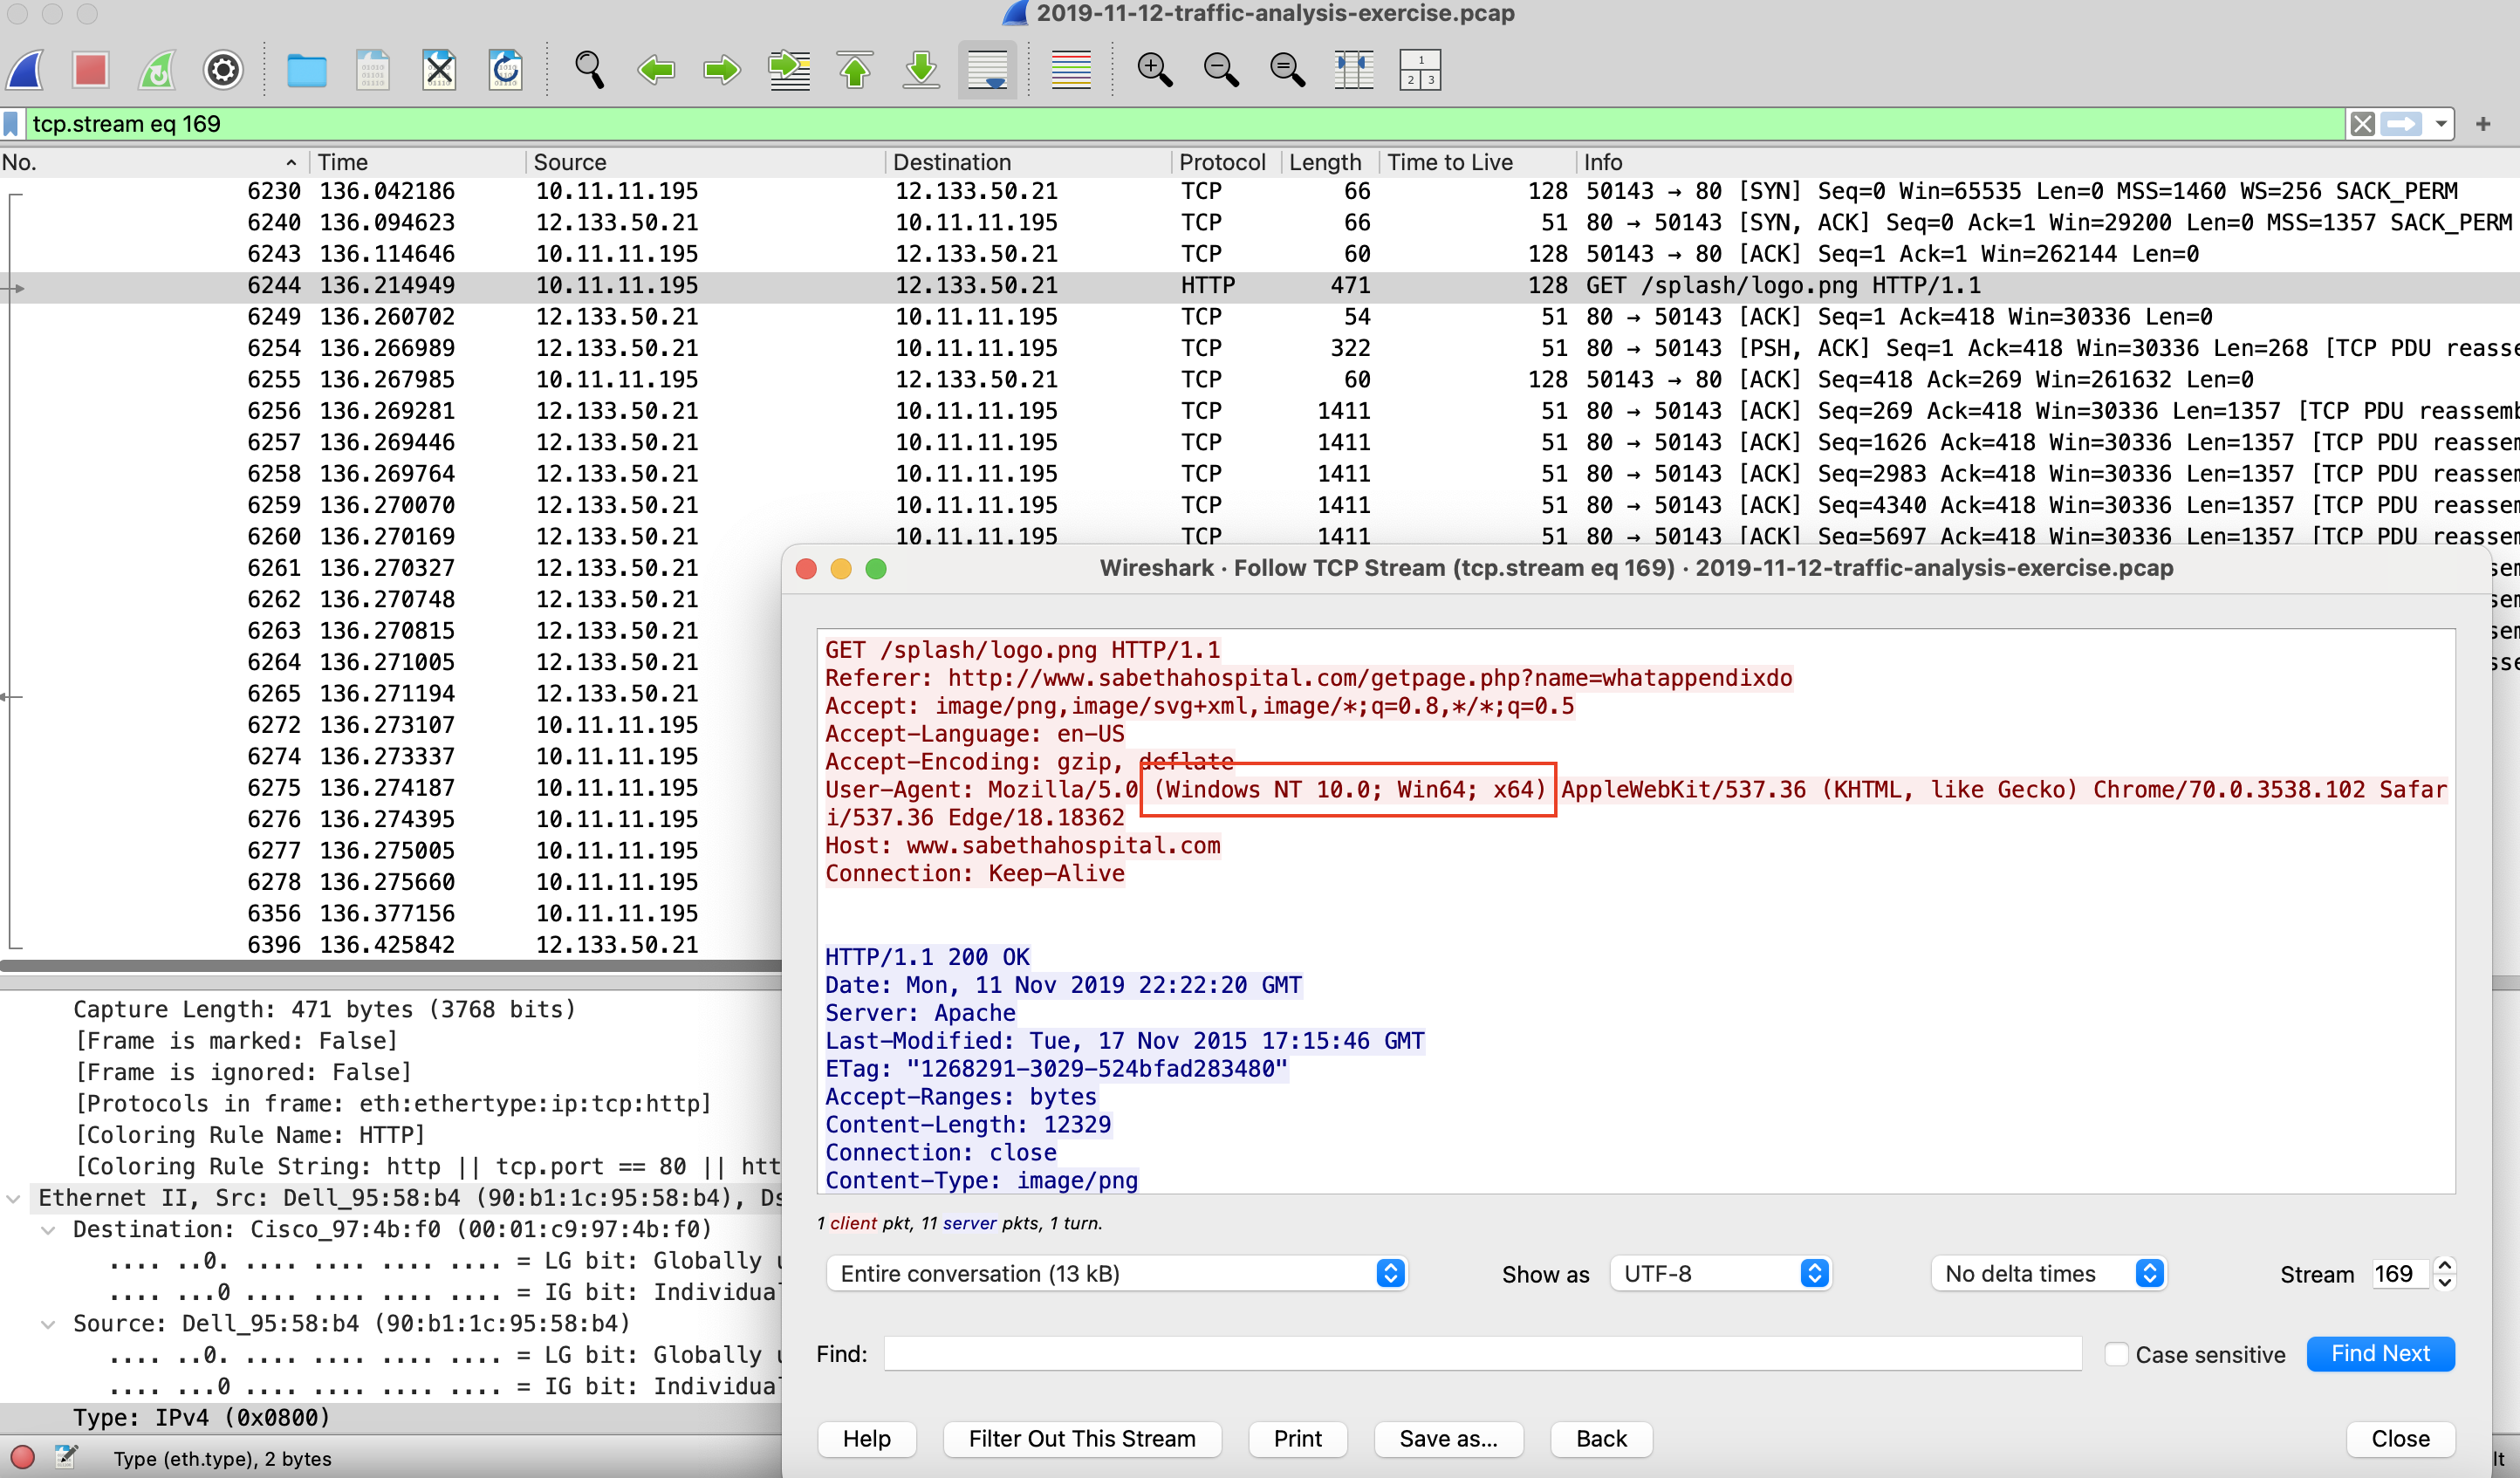 2019-11-12-traffic-analysis-exercise.pcap
1
2 3
tcp.stream eq 169
No. Time Source Destination Protocol Length Time to Live Info
6230 136.042186 10.11.11.195 12.133.50.21 TCP 66 128 50143 → 80 [SYN] Seq=0 Win=65535 Len=0 MSS=1460 WS=256 SACK_PERM
6240 136.094623 12.133.50.21 10.11.11.195 TCP 66 51 80 → 50143 [SYN, ACK] Seq=0 Ack=1 Win=29200 Len=0 MSS=1357 SACK_PERM
6243 136.114646 10.11.11.195 12.133.50.21 TCP 60 128 50143 → 80 [ACK] Seq=1 Ack=1 Win=262144 Len=0
6244 136.214949 10.11.11.195 12.133.50.21 HTTP 471 128 GET /splash/logo.png HTTP/1.1
6249 136.260702 12.133.50.21 10.11.11.195 TCP 54 51 80 → 50143 [ACK] Seq=1 Ack=418 Win=30336 Len=0
6254 136.266989 12.133.50.21 10.11.11.195 TCP 322 51 80 → 50143 [PSH, ACK] Seq=1 Ack=418 Win=30336 Len=268 [TCP PDU reasse
6255 136.267985 10.11.11.195 12.133.50.21 TCP 60 128 50143 → 80 [ACK] Seq=418 Ack=269 Win=261632 Len=0
6256 136.269281 12.133.50.21 10.11.11.195 TCP 1411 51 80 → 50143 [ACK] Seq=269 Ack=418 Win=30336 Len=1357 [TCP PDU reassemb
6257 136.269446 12.133.50.21 10.11.11.195 TCP 1411 51 80 → 50143 [ACK] Seq=1626 Ack=418 Win=30336 Len=1357 [TCP PDU reassem
6258 136.269764 12.133.50.21 10.11.11.195 TCP 1411 51 80 → 50143 [ACK] Seq=2983 Ack=418 Win=30336 Len=1357 [TCP PDU reassem
6259 136.270070 12.133.50.21 10.11.11.195 TCP 1411 51 80 → 50143 [ACK] Seq=4340 Ack=418 Win=30336 Len=1357 [TCP PDU reassem
6260 136.270169 12.133.50.21 10.11.11.195 TCP 1411 51 80 → 50143 [ACK] Seq=5697 Ack=418 Win=30336 Len=1357 [TCP PDU reassem
6261 136.270327 12.133.50.21
6262 136.270748 12.133.50.21
6263 136.270815 12.133.50.21
6264 136.271005 12.133.50.21
6265 136.271194 12.133.50.21
6272 136.273107 10.11.11.195
6274 136.273337 10.11.11.195
6275 136.274187 10.11.11.195
6276 136.274395 10.11.11.195
6277 136.275005 10.11.11.195
6278 136.275660 10.11.11.195
6356 136.377156 10.11.11.195
6396 136.425842 12.133.50.21
Capture Length: 471 bytes (3768 bits)
[Frame is marked: False]
[Frame is ignored: False]
[Protocols in frame: eth:ethertype:ip:tcp:http]
[Coloring Rule Name: HTTP]
[Coloring Rule String: http || tcp.port == 80 || htt
Ethernet II, Src: Dell_95:58:b4 (90:b1:1c:95:58:b4), Ds
Destination: Cisco_97:4b:f0 (00:01:c9:97:4b:f0)
.... ..0. .... .... .... .... = LG bit: Globally u
.... ...0 .... .... .... .... = IG bit: Individua
Source: Dell_95:58:b4 (90:b1:1c:95:58:b4)
.... ..0. .... .... .... .... = LG bit: Globally u
.... ...0 .... .... .... .... = IG bit: Individua
Type: IPv4 (0x0800)
Type (eth.type), 2 bytes
Wireshark · Follow TCP Stream (tcp.stream eq 169) · 2019-11-12-traffic-analysis-exercise.pcap
GET /splash/logo.png HTTP/1.1
Referer: http://www.sabethahospital.com/getpage.php?name=whatappendixdo
Accept: image/png,image/svg+xml,image/*;q=0.8,*/*;q=0.5
Accept-Language: en-US
Accept-Encoding: gzip, deflate
User-Agent: Mozilla/5.0 (Windows NT 10.0; Win64; x64) AppleWebKit/537.36 (KHTML, like Gecko) Chrome/70.0.3538.102 Safar
i/537.36 Edge/18.18362
Host: www.sabethahospital.com
Connection: Keep-Alive
HTTP/1.1 200 OK
Date: Mon, 11 Nov 2019 22:22:20 GMT
Server: Apache
Last-Modified: Tue, 17 Nov 2015 17:15:46 GMT
ETag: "1268291-3029-524bfad283480"
Accept-Ranges: bytes
Content-Length: 12329
Connection: close
Content-Type: image/png
1 client pkt, 11 server pkts, 1 turn.
Entire conversation (13 kB) Show as UTF-8 No delta times Stream 169
Find: Case sensitive Find Next
Help Filter Out This Stream Print Save as... Back Close